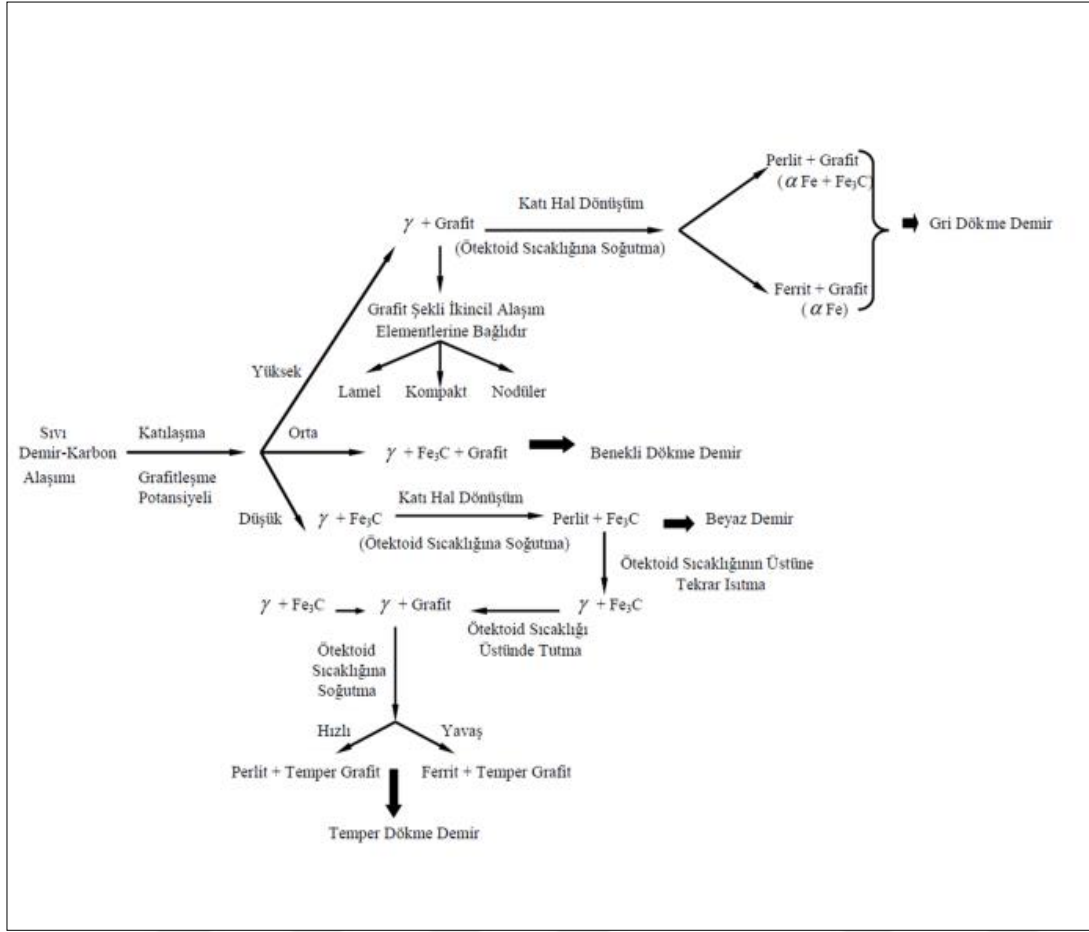 Perlit + Grafit
(α Fe + Fe₃C)
Katı Hal Dönüşüm
γ + Grafit
(Ötektoid Sıcaklığına Soğutma)
Gri Dökme Demir
Ferrit + Grafit
(α Fe)
Grafit Şekli İkincil Alaşım
Elementlerine Bağlıdır
Yüksek
Lamel
Kompakt
Nodüler
Sıvı
Demir-Karbon
Alaşımı
Katılaşma
Grafitleşme
Potansiyeli
Orta
γ + Fe₃C + Grafit
Benekli Dökme Demir
Düşük
γ + Fe₃C
Katı Hal Dönüşüm
(Ötektoid Sıcaklığına Soğutma)
Perlit + Fe₃C
Beyaz Demir
Ötektoid Sıcaklığının Üstüne
Tekrar Isıtma
γ + Fe₃C
γ + Grafit
γ + Fe₃C
Ötektoid Sıcaklığı
Üstünde Tutma
Ötektoid
Sıcaklığına
Soğutma
Hızlı
Yavaş
Perlit + Temper Grafit
Ferrit + Temper Grafit
Temper Dökme Demir